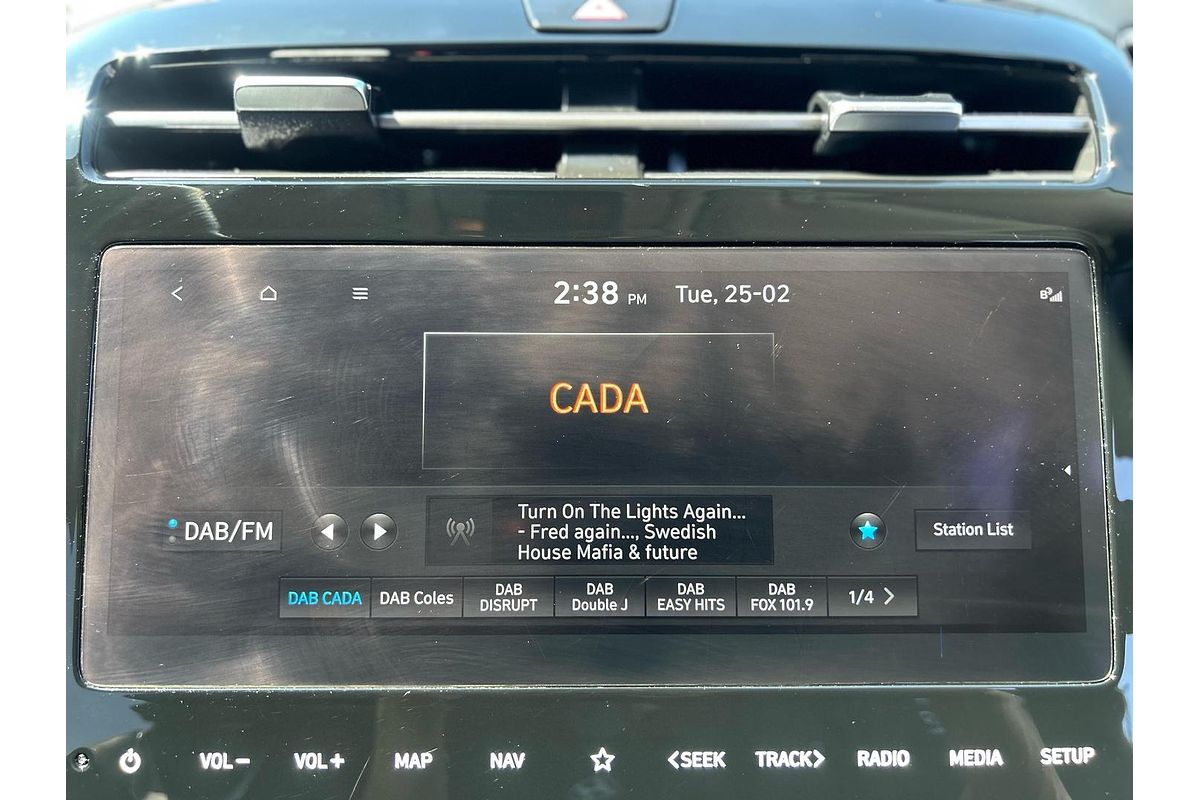 2:38 PM Tue, 25-02
CADA
DAB/FM
Turn On The Lights Again...
- Fred again..., Swedish
House Mafia & future
Station List
DAB CADA
DAB Coles
DAB
DISRUPT
DAB
Double J
DAB
EASY HITS
DAB
FOX 101.9
1/4 >
VOL− VOL+ MAP NAV <SEEK TRACK> RADIO MEDIA SETUP